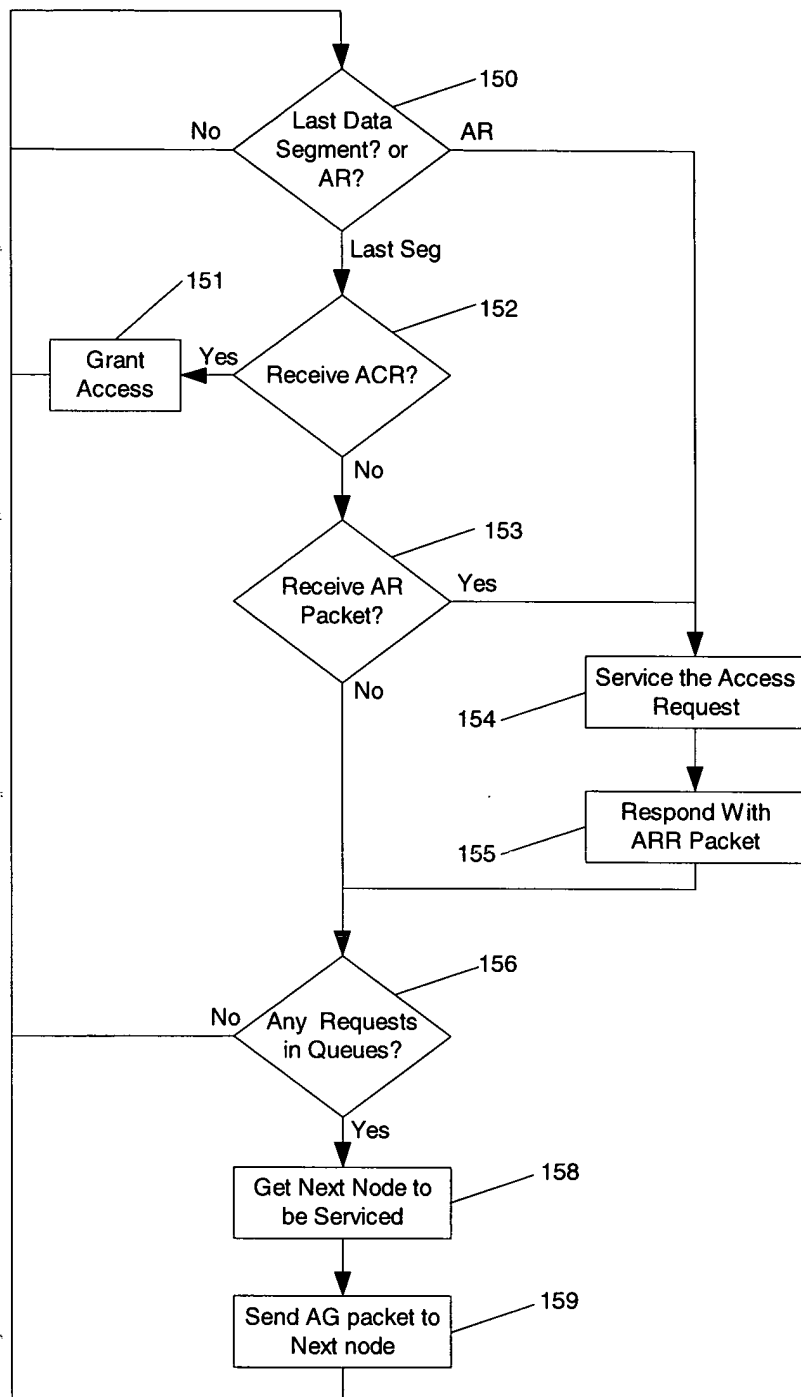 150
Last Data
Segment? or
AR?
No
AR
Last Seg
151
152
Grant
Access
Yes
Receive ACR?
No
153
Receive AR
Packet?
Yes
No
Service the Access
Request
154
Respond With
ARR Packet
155
156
No
Any Requests
in Queues?
Yes
158
Get Next Node to
be Serviced
159
Send AG packet to
Next node